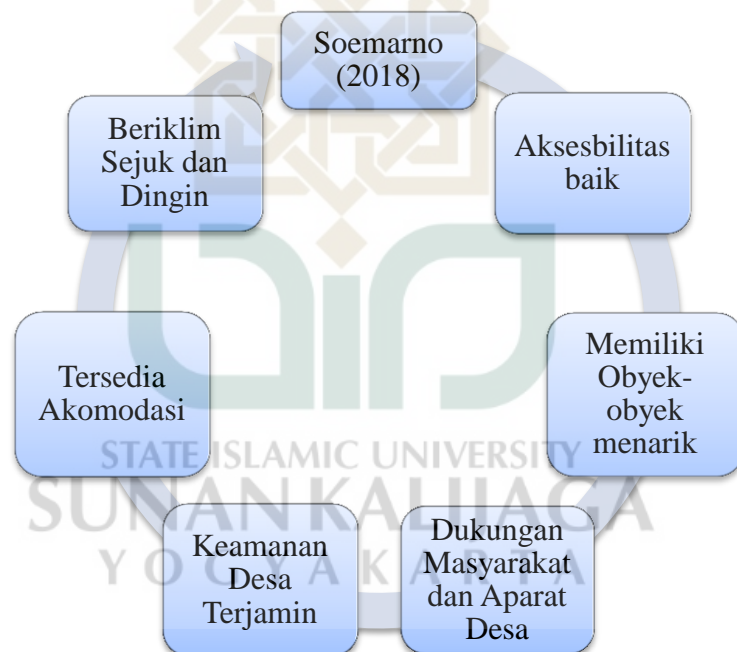 Soemarno
(2018)
Aksesbilitas
baik
Memiliki
Obyek-
obyek
menarik
Dukungan
Masyarakat
dan Aparat
Desa
Keamanan
Desa
Terjamin
Tersedia
Akomodasi
Beriklim
Sejuk dan
Dingin
STATE ISLAMIC UNIVERSITY
SUNAN KALIJAGA
YOGYAKARTA